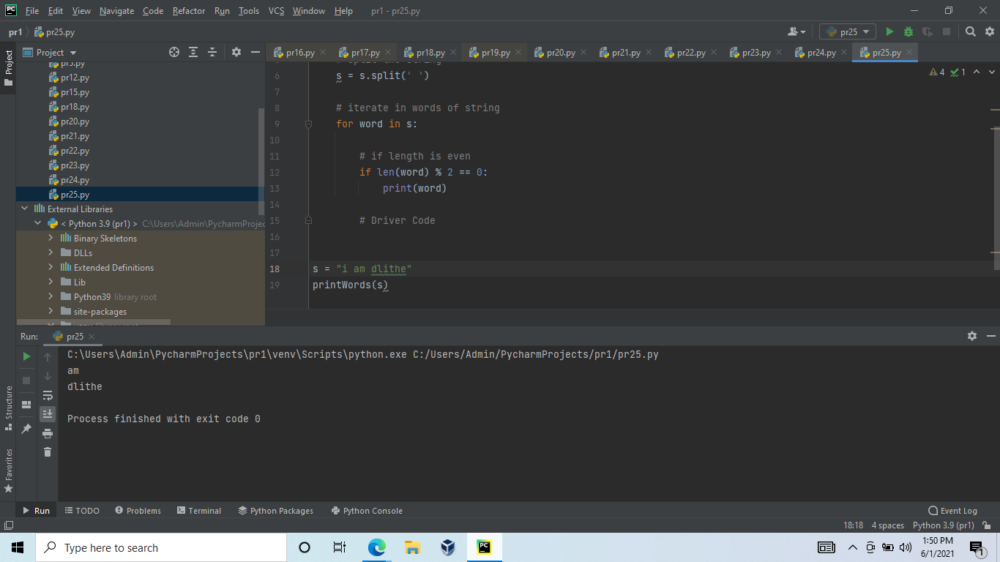 PC File Edit View Navigate Code Refactor Run Tools VCS Window Help pr1 - pr25.py
pr1 pr25.py pr25
Project
Project
pr16.py pr17.py pr18.py pr19.py pr20.py pr21.py pr22.py pr23.py pr24.py pr25.py
pr12.py
pr15.py
pr18.py
pr20.py
pr21.py
pr22.py
pr23.py
pr24.py
pr25.py
External Libraries
< Python 3.9 (pr1) > C:\Users\Admin\PycharmProjec
Binary Skeletons
DLLs
Extended Definitions
Lib
Python39 library root
site-packages
4 1
6 s = s.split(' ')
7
8 # iterate in words of string
9 for word in s:
10
11 # if length is even
12 if len(word) % 2 == 0:
13 print(word)
14
15 # Driver Code
16
17
18 s = "i am dlithe"
19 printWords(s)
Run: pr25
C:\Users\Admin\PycharmProjects\pr1\venv\Scripts\python.exe C:/Users/Admin/PycharmProjects/pr1/pr25.py
am
dlithe
Process finished with exit code 0
Structure
Favorites
Run TODO Problems Terminal Python Packages Python Console Event Log
18:18 4 spaces Python 3.9 (pr1)
Type here to search
PC
1:50 PM
6/1/2021
1